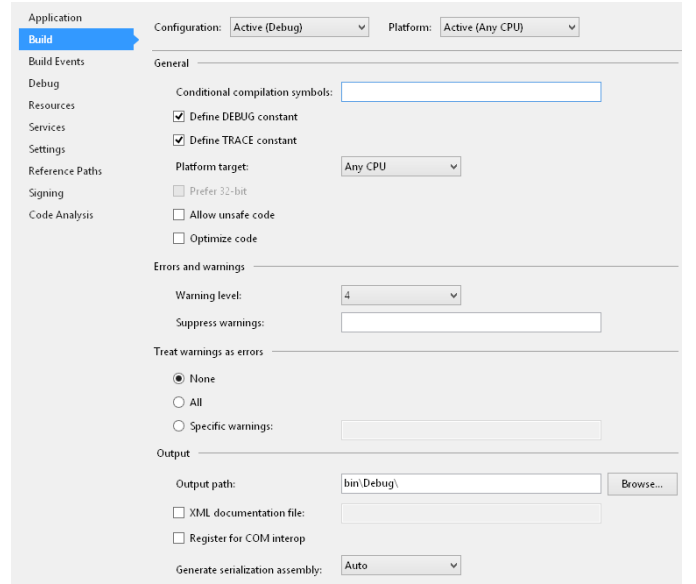 Application
Build
Build Events
Debug
Resources
Services
Settings
Reference Paths
Signing
Code Analysis
Configuration: Active (Debug) Platform: Active (Any CPU)
General
Conditional compilation symbols:
Define DEBUG constant
Define TRACE constant
Platform target: Any CPU
Prefer 32-bit
Allow unsafe code
Optimize code
Errors and warnings
Warning level: 4
Suppress warnings:
Treat warnings as errors
None
All
Specific warnings:
Output
Output path: bin\Debug\ Browse...
XML documentation file:
Register for COM interop
Generate serialization assembly: Auto